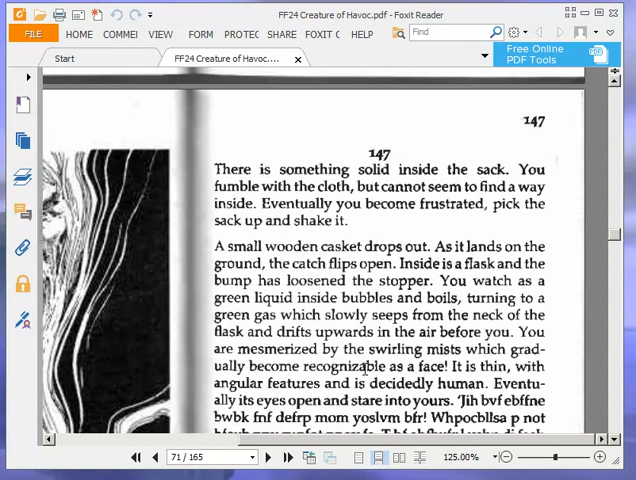 FF24 Creature of Havoc.pdf - Foxit Reader
FILE HOME COMMEN VIEW FORM PROTEC SHARE FOXIT C HELP Find
Start FF24 Creature of Havoc.... Free Online
PDF Tools
147
147
There is something solid inside the sack. You
fumble with the cloth, but cannot seem to find a way
inside. Eventually you become frustrated, pick the
sack up and shake it.
A small wooden casket drops out. As it lands on the
ground, the catch flips open. Inside is a flask and the
bump has loosened the stopper. You watch as a
green liquid inside bubbles and boils, turning to a
green gas which slowly seeps from the neck of the
flask and drifts upwards in the air before you. You
are mesmerized by the swirling mists which grad-
ually become recognizable as a face! It is thin, with
angular features and is decidedly human. Eventu-
ally its eyes open and stare into yours. 'Jih bvf ebffne
bwbk fnf defrp mom yoslvm bfr! Whpocbllsa p not
71 / 165 125.00%